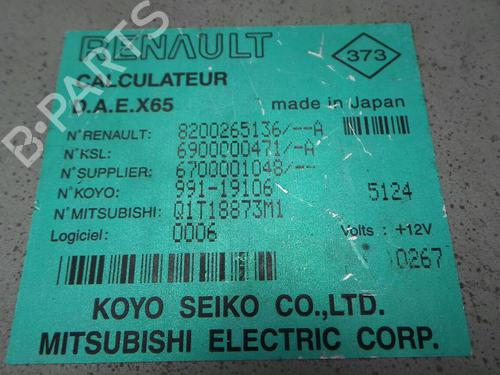 RENAULT
373
CALCULATEUR
D.A.E.X65
made in Japan
N°RENAULT: 8200265136/--A
N°KSL: 6900000471/-A
N°SUPPLIER: 6700001048/--
N°KOYO: 991-19106
5124
N°MITSUBISHI: Q1T18873M1
Logiciel: 0006
Volts: +12V
0267
KOYO SEIKO CO.,LTD.
MITSUBISHI ELECTRIC CORP.
B-PARTS